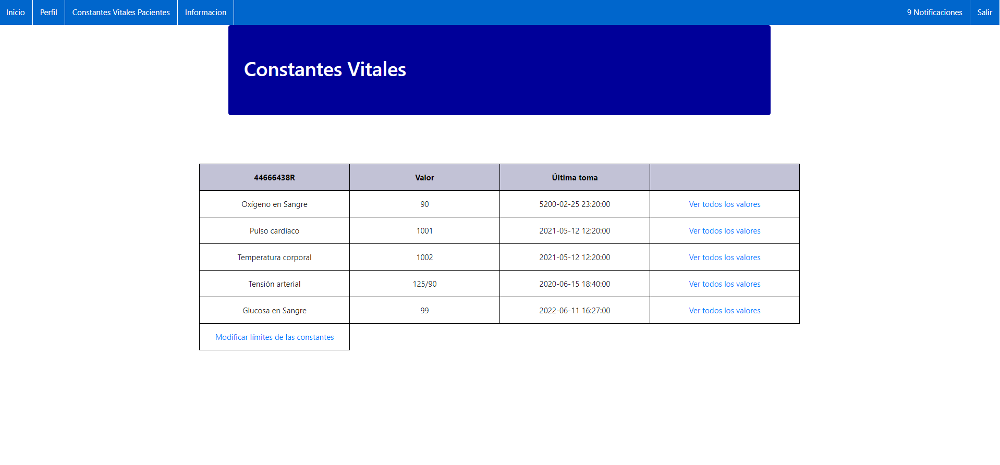 Inicio Perfil Constantes Vitales Pacientes Informacion 9 Notificaciones Salir
Constantes Vitales
44666438R Valor Última toma
Oxígeno en Sangre 90 5200-02-25 23:20:00 Ver todos los valores
Pulso cardíaco 1001 2021-05-12 12:20:00 Ver todos los valores
Temperatura corporal 1002 2021-05-12 12:20:00 Ver todos los valores
Tensión arterial 125/90 2020-06-15 18:40:00 Ver todos los valores
Glucosa en Sangre 99 2022-06-11 16:27:00 Ver todos los valores
Modificar límites de las constantes